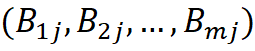 (B₁ⱼ, B₂ⱼ, …, Bₘⱼ)